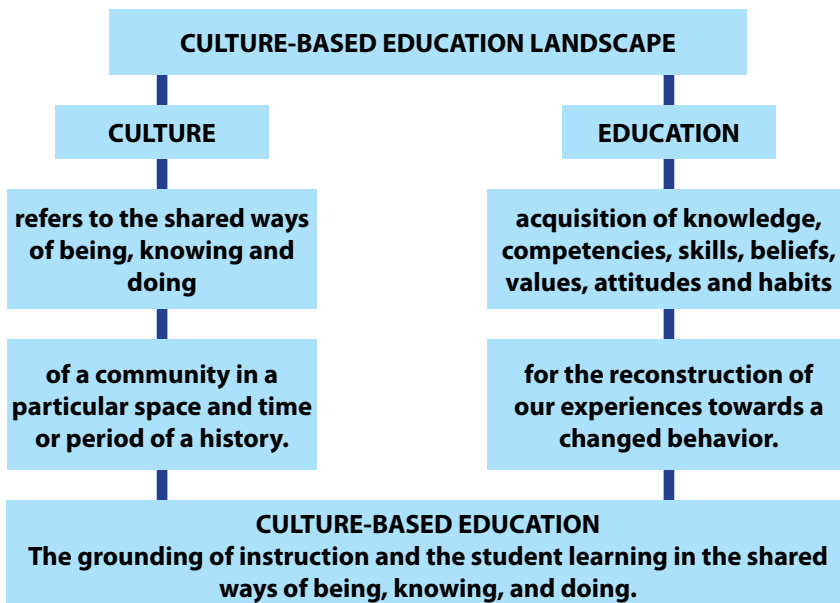 CULTURE-BASED EDUCATION LANDSCAPE
CULTURE
refers to the shared ways
of being, knowing and
doing
of a community in a
particular space and time
or period of a history.
EDUCATION
acquisition of knowledge,
competencies, skills, beliefs,
values, attitudes and habits
for the reconstruction of
our experiences towards a
changed behavior.
CULTURE-BASED EDUCATION
The grounding of instruction and the student learning in the shared
ways of being, knowing, and doing.